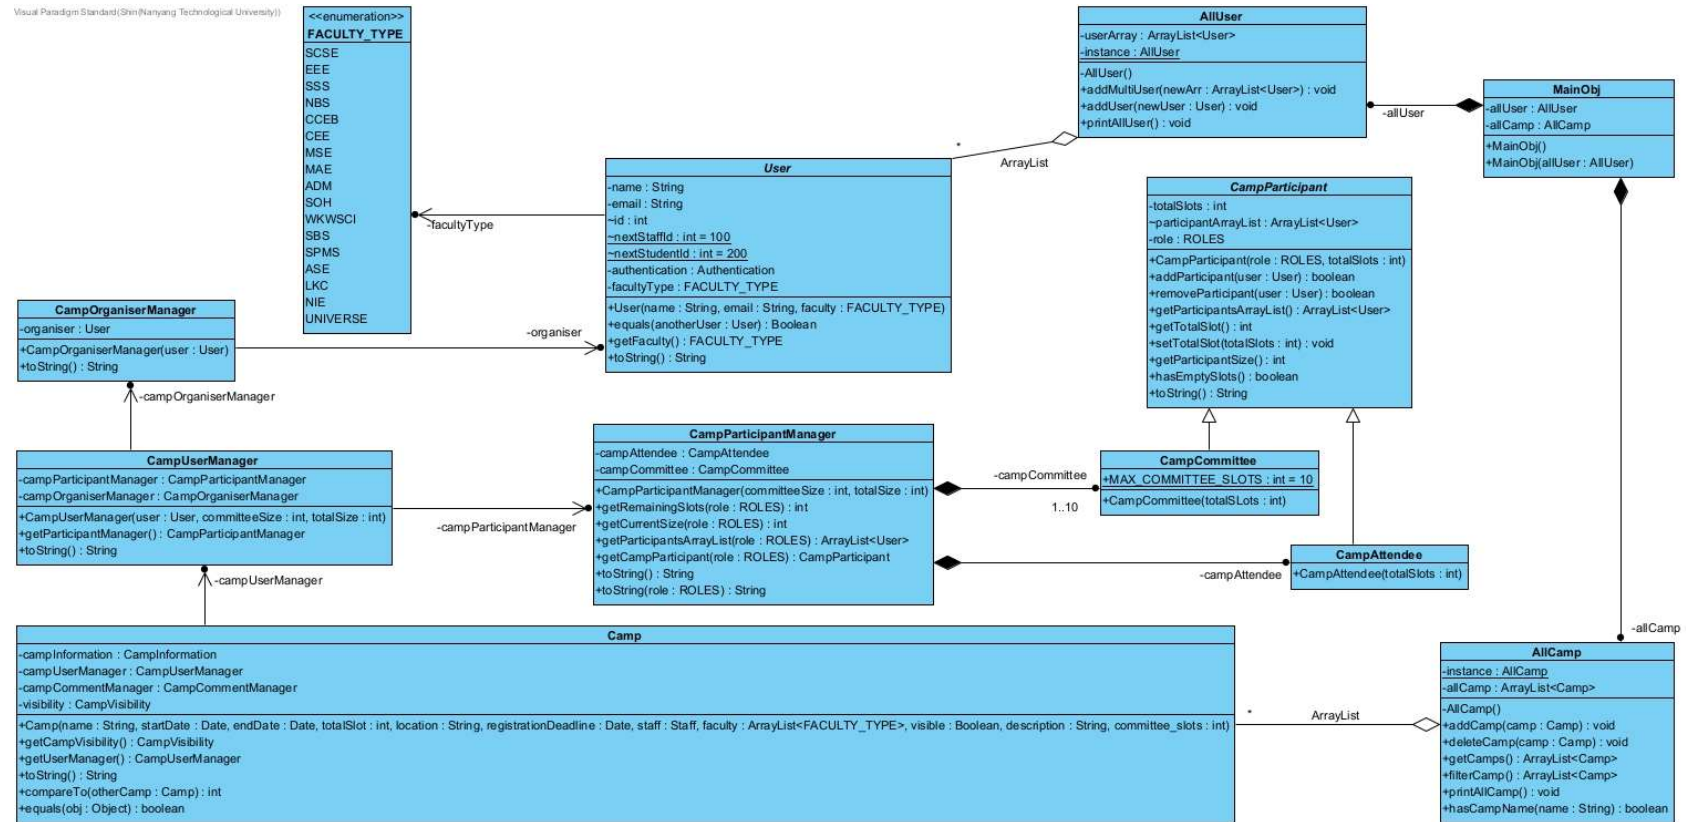 Visual Paradigm Standard(Shin(Nanyang Technological University))
<<enumeration>>
FACULTY_TYPE
SCSE
EEE
SSS
NBS
CCEB
CEE
MSE
MAE
ADM
SOH
WKWSCI
SBS
SPMS
ASE
LKC
NIE
UNIVERSE
AllUser
-userArray : ArrayList<User>
-instance : AllUser
-AllUser()
+addMultiUser(newArr : ArrayList<User>) : void
+addUser(newUser : User) : void
+printAllUser() : void
-allUser
MainObj
-allUser : AllUser
-allCamp : AllCamp
+MainObj()
+MainObj(allUser : AllUser)
*
ArrayList
User
-name : String
-email : String
~id : int
~nextStaffId : int = 100
~nextStudentId : int = 200
-authentication : Authentication
-facultyType : FACULTY_TYPE
+User(name : String, email : String, faculty : FACULTY_TYPE)
+equals(anotherUser : User) : Boolean
+getFaculty() : FACULTY_TYPE
+toString() : String
-facultyType
CampParticipant
-totalSlots : int
~participantArrayList : ArrayList<User>
-role : ROLES
+CampParticipant(role : ROLES, totalSlots : int)
+addParticipant(user : User) : boolean
+removeParticipant(user : User) : boolean
+getParticipantsArrayList() : ArrayList<User>
+getTotalSlot() : int
+setTotalSlot(totalSlots : int) : void
+getParticipantSize() : int
+hasEmptySlots() : boolean
+toString() : String
CampOrganiserManager
-organiser : User
+CampOrganiserManager(user : User)
+toString() : String
-organiser
-campOrganiserManager
CampUserManager
-campParticipantManager : CampParticipantManager
-campOrganiserManager : CampOrganiserManager
+CampUserManager(user : User, committeeSize : int, totalSize : int)
+getParticipantManager() : CampParticipantManager
+toString() : String
-campParticipantManager
CampParticipantManager
-campAttendee : CampAttendee
-campCommittee : CampCommittee
+CampParticipantManager(committeeSize : int, totalSize : int)
+getRemainingSlots(role : ROLES) : int
+getCurrentSize(role : ROLES) : int
+getParticipantsArrayList(role : ROLES) : ArrayList<User>
+getCampParticipant(role : ROLES) : CampParticipant
+toString() : String
+toString(role : ROLES) : String
-campCommittee
1..10
CampCommittee
+MAX_COMMITTEE_SLOTS : int = 10
+CampCommittee(totalSLots : int)
-campAttendee
CampAttendee
+CampAttendee(totalSlots : int)
-campUserManager
Camp
-campInformation : CampInformation
-campUserManager : CampUserManager
-campCommentManager : CampCommentManager
-visibility : CampVisibility
+Camp(name : String, startDate : Date, endDate : Date, totalSlot : int, location : String, registrationDeadline : Date, staff : Staff, faculty : ArrayList<FACULTY_TYPE>, visible : Boolean, description : String, committee_slots : int)
+getCampVisibility() : CampVisibility
+getUserManager() : CampUserManager
+toString() : String
+compareTo(otherCamp : Camp) : int
+equals(obj : Object) : boolean
*
ArrayList
-allCamp
AllCamp
-instance : AllCamp
-allCamp : ArrayList<Camp>
-AllCamp()
+addCamp(camp : Camp) : void
+deleteCamp(camp : Camp) : void
+getCamps() : ArrayList<Camp>
+filterCamp() : ArrayList<Camp>
+printAllCamp() : void
+hasCampName(name : String) : boolean